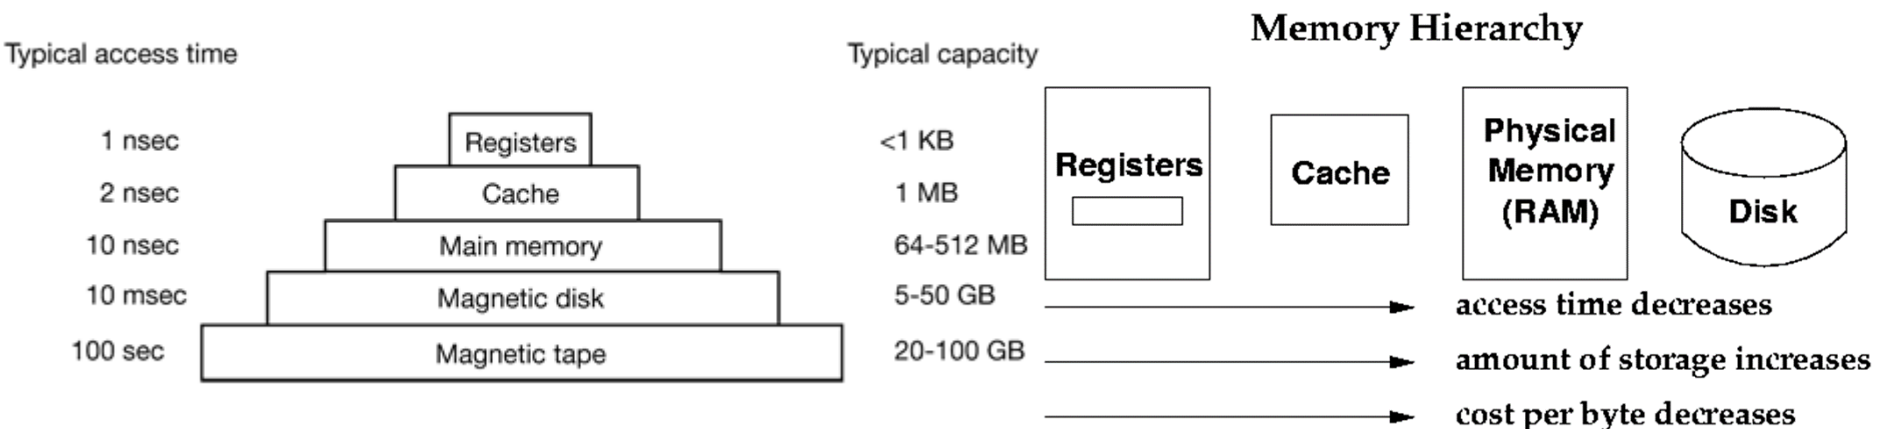 Typical access time
Typical capacity
1 nsec
Registers
<1 KB
2 nsec
Cache
1 MB
10 nsec
Main memory
64-512 MB
10 msec
Magnetic disk
5-50 GB
100 sec
Magnetic tape
20-100 GB
Memory Hierarchy
Registers
Cache
Physical
Memory
(RAM)
Disk
access time decreases
amount of storage increases
cost per byte decreases